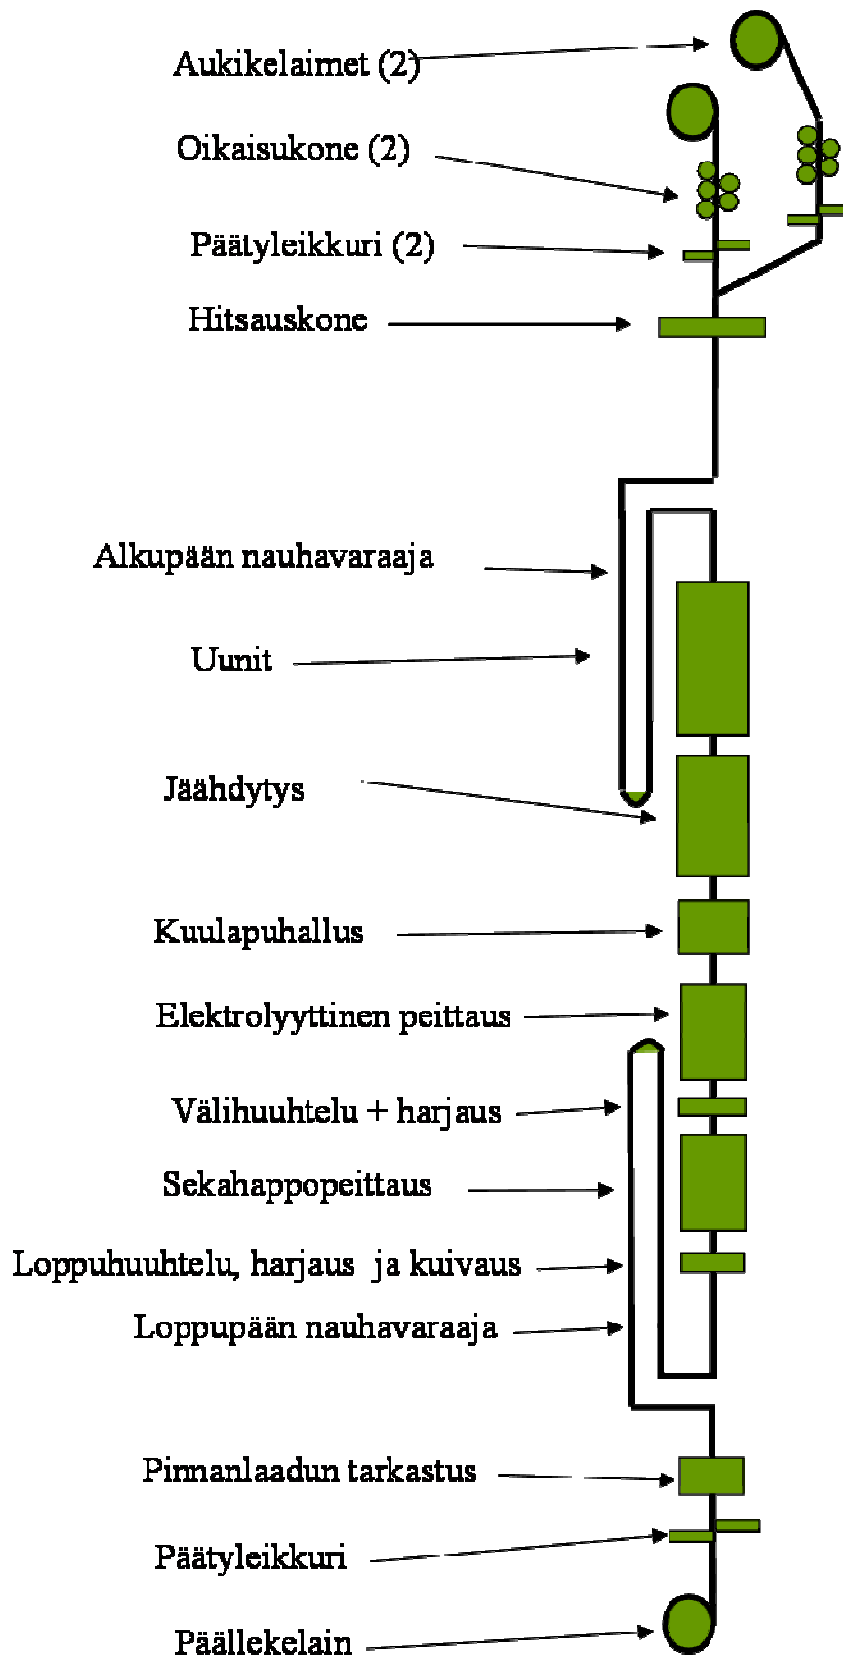 Aukikelaimet (2)
Oikaisukone (2)
Päätyleikkuri (2)
Hitsauskone
Alkupään nauhavaraaja
Uunit
Jäähdytys
Kuulapuhallus
Elektrolyyttinen peittaus
Välihuuhtelu + harjaus
Sekahappopeittaus
Loppuhuuhtelu, harjaus ja kuivaus
Loppupään nauhavaraaja
Pinnanlaadun tarkastus
Päätyleikkuri
Päällekelain